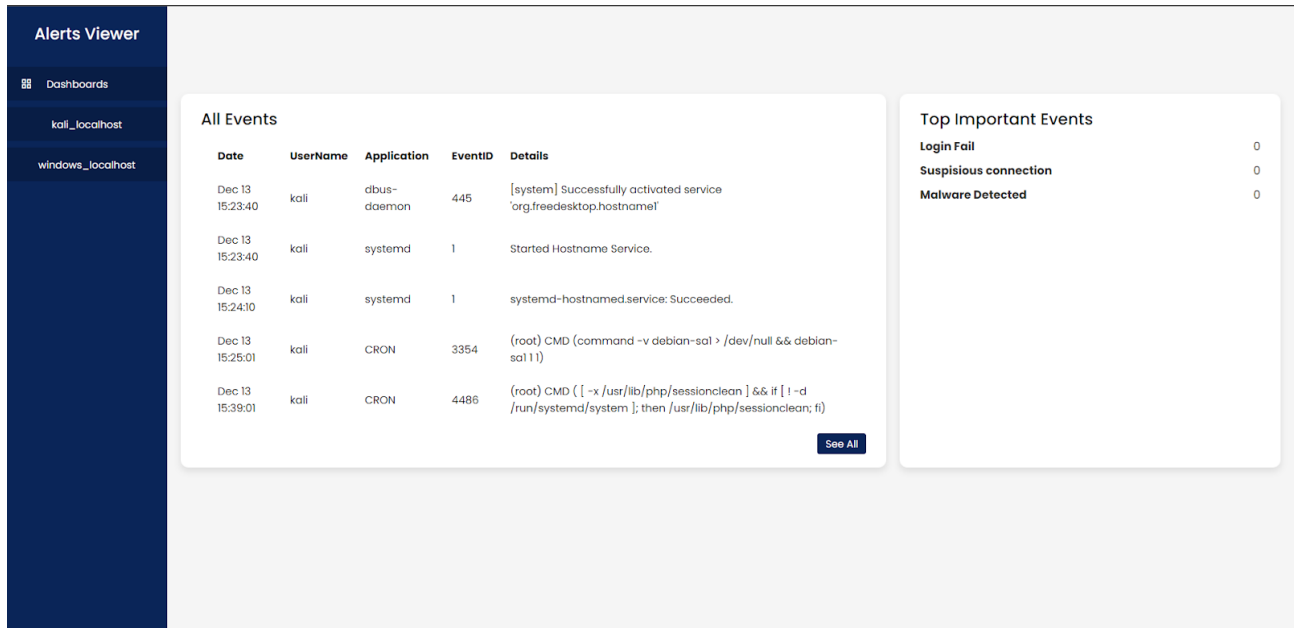 Alerts Viewer
Dashboards
kali_localhost
windows_localhost
All Events
Date UserName Application EventID Details
Dec 13 15:23:40 kali dbus-daemon 445 [system] Successfully activated service 'org.freedesktop.hostname1'
Dec 13 15:23:40 kali systemd 1 Started Hostname Service.
Dec 13 15:24:10 kali systemd 1 systemd-hostnamed.service: Succeeded.
Dec 13 15:25:01 kali CRON 3354 (root) CMD (command -v debian-sa1 > /dev/null && debian-sa1 1 1)
Dec 13 15:39:01 kali CRON 4486 (root) CMD ( [ -x /usr/lib/php/sessionclean ] && if [ ! -d /run/systemd/system ]; then /usr/lib/php/sessionclean; fi)
See All
Top Important Events
Login Fail 0
Suspisious connection 0
Malware Detected 0